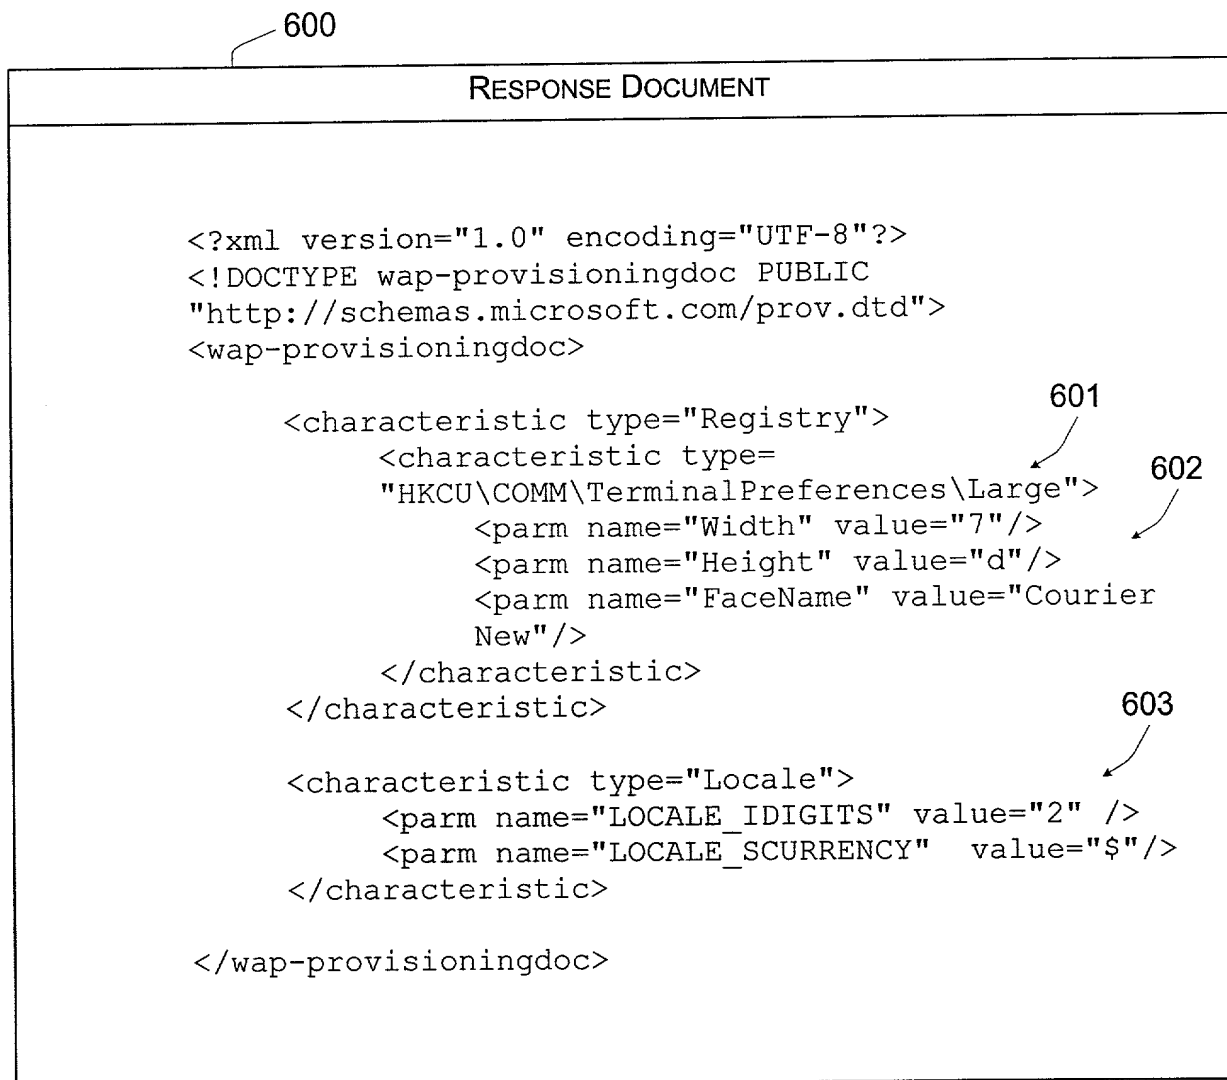 600
RESPONSE DOCUMENT
<?xml version="1.0" encoding="UTF-8"?>
<!DOCTYPE wap-provisioningdoc PUBLIC
"http://schemas.microsoft.com/prov.dtd">
<wap-provisioningdoc>
601
<characteristic type="Registry">
<characteristic type=
602
"HKCU\COMM\TerminalPreferences\Large">
<parm name="Width" value="7"/>
<parm name="Height" value="d"/>
<parm name="FaceName" value="Courier
New"/>
</characteristic>
</characteristic>
603
<characteristic type="Locale">
<parm name="LOCALE_IDIGITS" value="2" />
<parm name="LOCALE_SCURRENCY"  value="$"/>
</characteristic>
</wap-provisioningdoc>